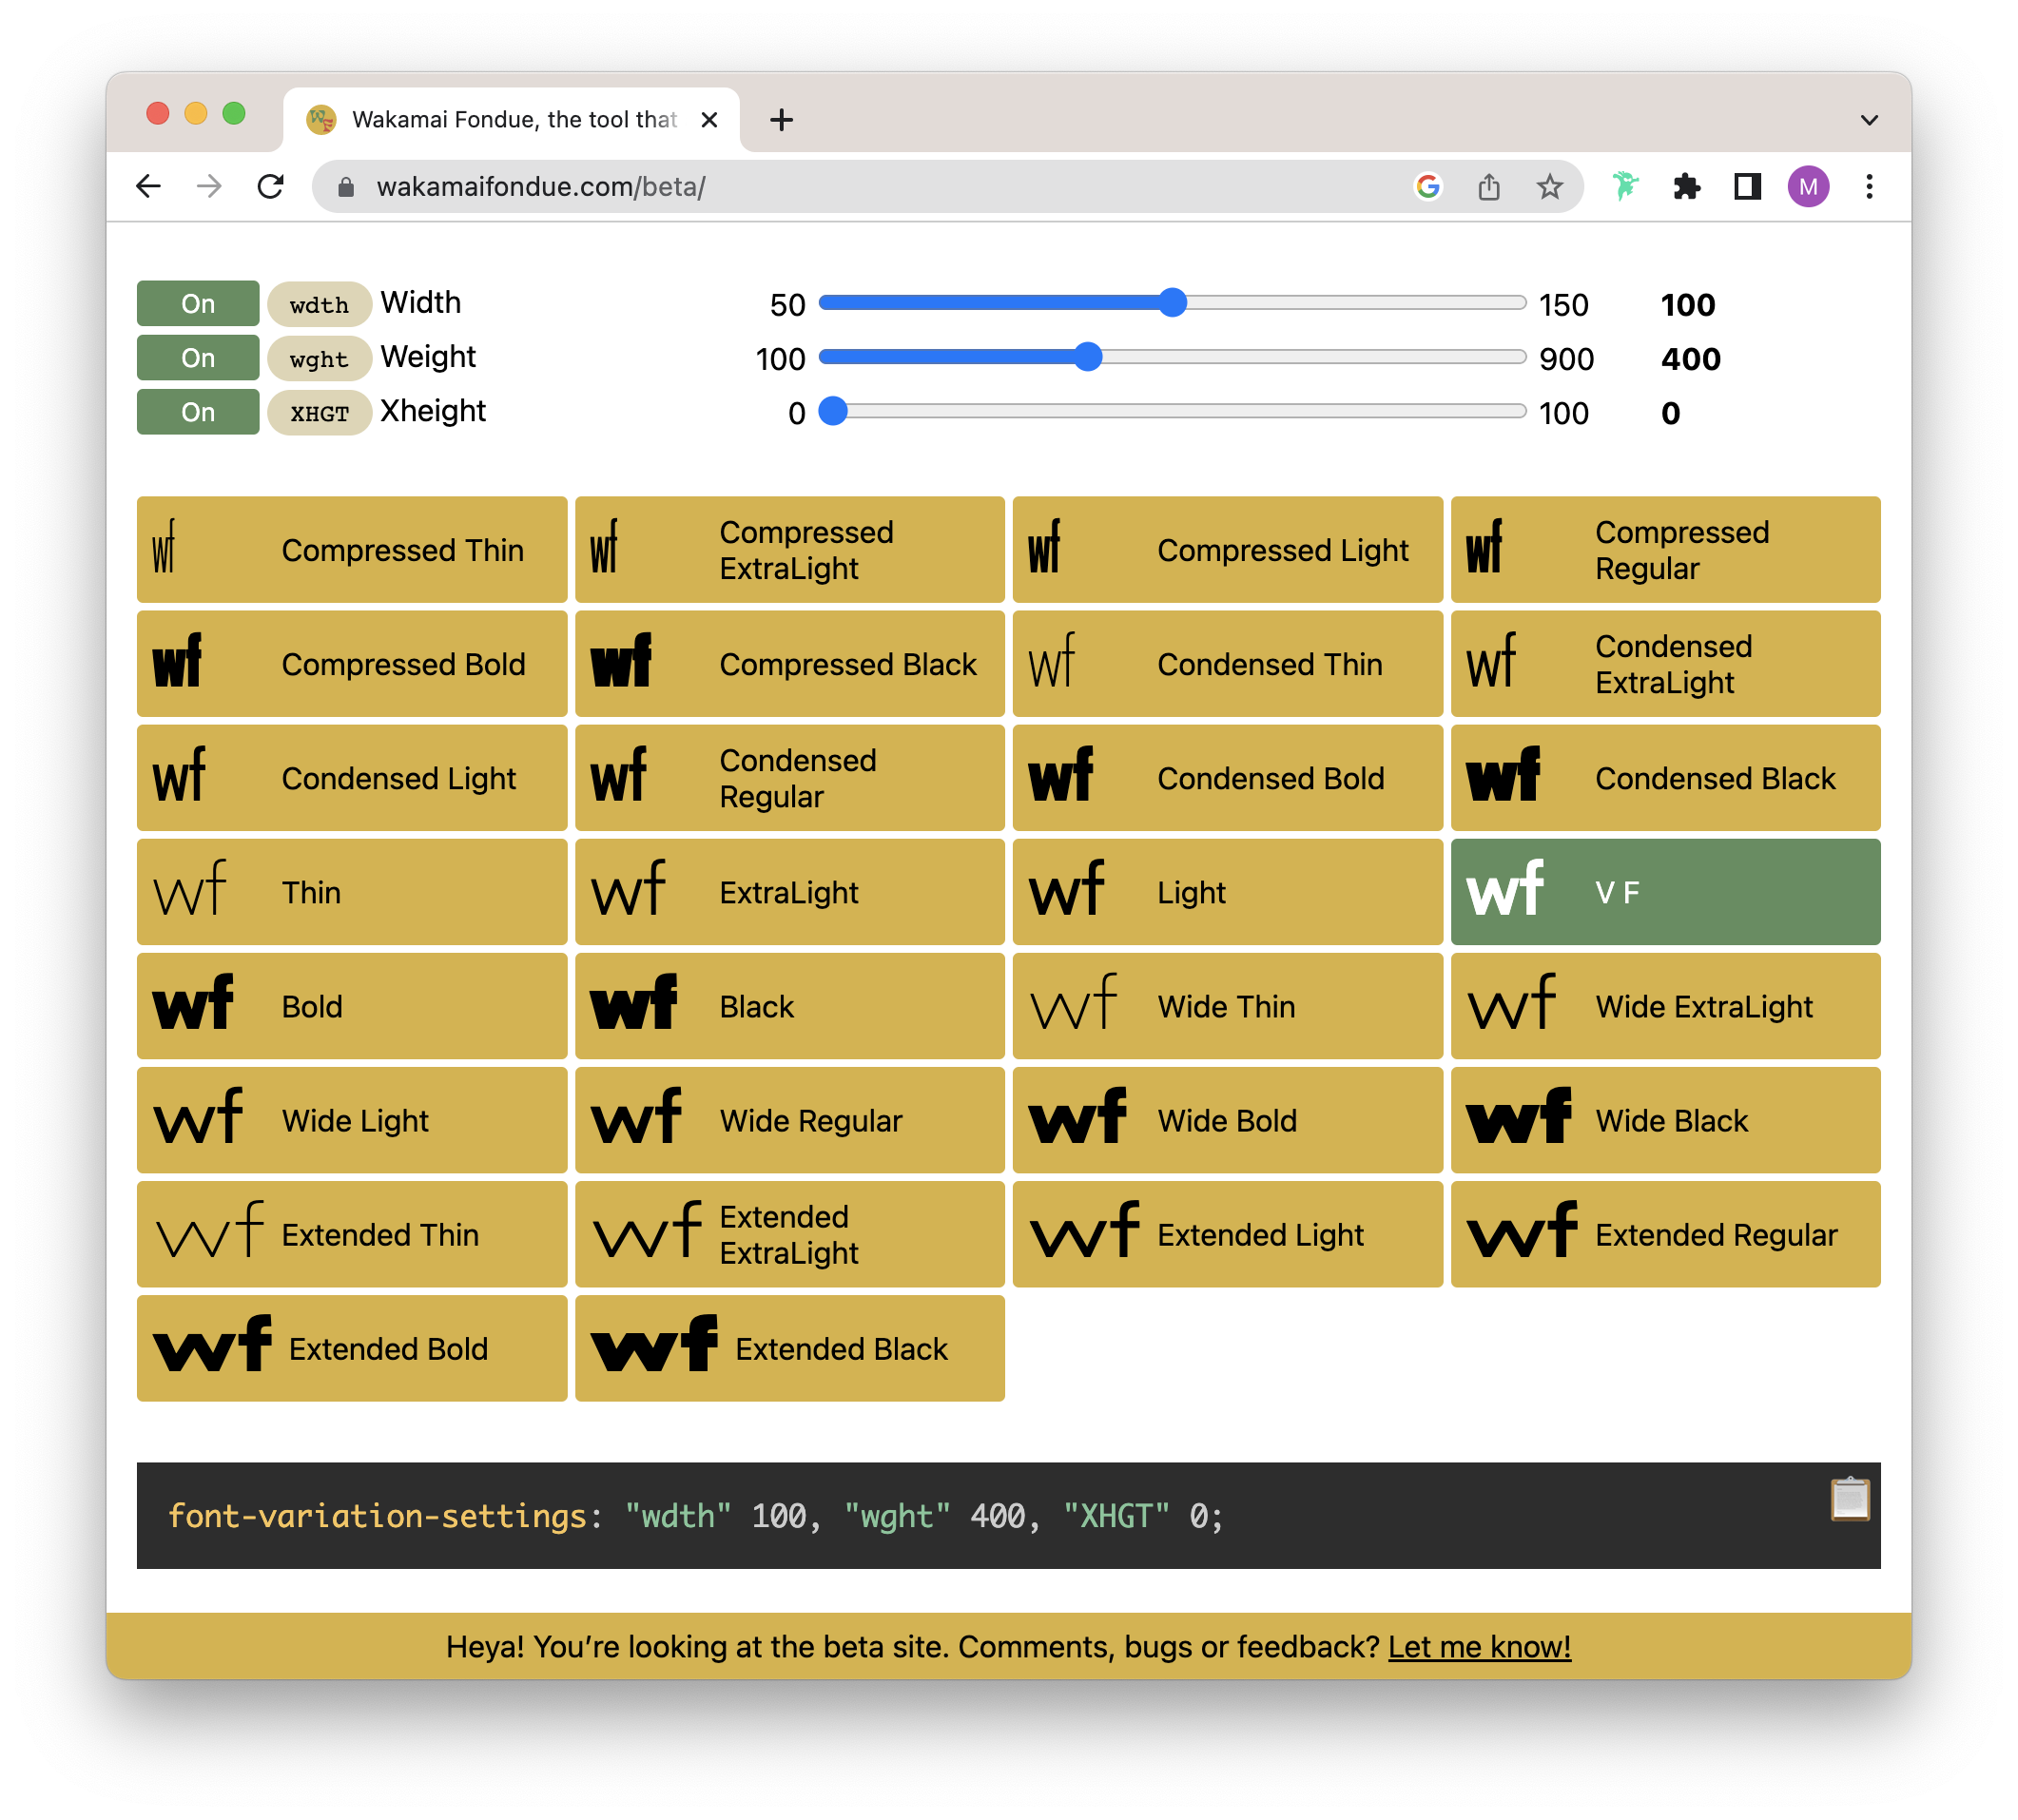 Wakamai Fondue, the tool that
wakamaifondue.com/beta/
M
On wdth Width 50 150 100
On wght Weight 100 900 400
On XHGT Xheight 0 100 0
wf Compressed Thin
wf Compressed
ExtraLight
wf Compressed Light
wf Compressed
Regular
wf Compressed Bold
wf Compressed Black
wf Condensed Thin
wf Condensed
ExtraLight
wf Condensed Light
wf Condensed
Regular
wf Condensed Bold
wf Condensed Black
wf Thin
wf ExtraLight
wf Light
wf V F
wf Bold
wf Black
wf Wide Thin
wf Wide ExtraLight
wf Wide Light
wf Wide Regular
wf Wide Bold
wf Wide Black
wf Extended Thin
wf Extended
ExtraLight
wf Extended Light
wf Extended Regular
wf Extended Bold
wf Extended Black
font-variation-settings: "wdth" 100, "wght" 400, "XHGT" 0;
Heya! You’re looking at the beta site. Comments, bugs or feedback? Let me know!